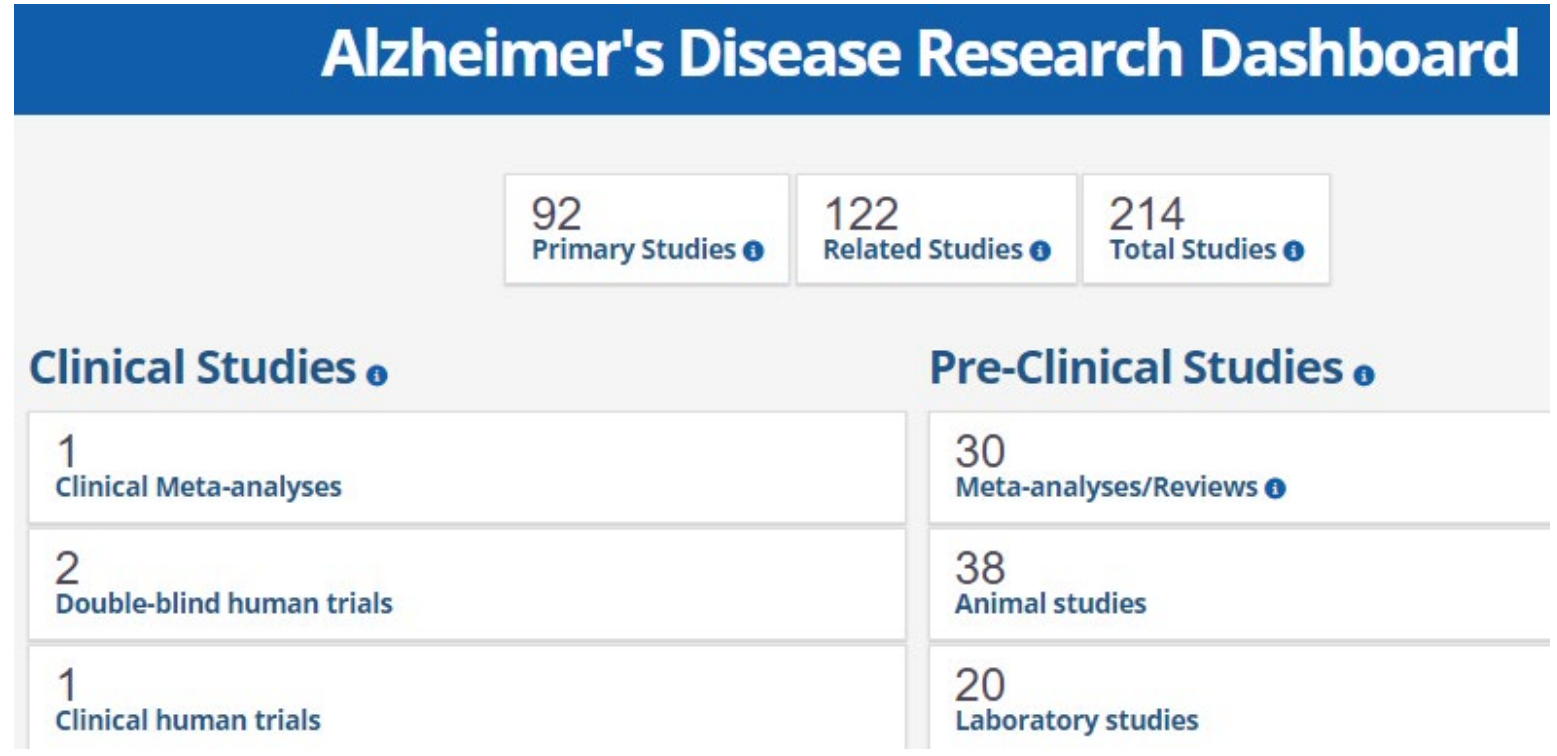 Alzheimer's Disease Research Dashboard
92
Primary Studies
122
Related Studies
214
Total Studies
Clinical Studies
1
Clinical Meta-analyses
2
Double-blind human trials
1
Clinical human trials
Pre-Clinical Studies
30
Meta-analyses/Reviews
38
Animal studies
20
Laboratory studies